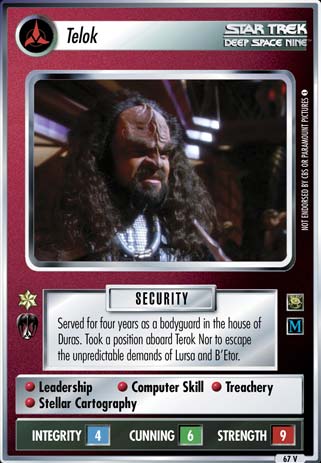 Telok
STAR TREK
DEEP SPACE NINE
NOT ENDORSED BY CBS OR PARAMOUNT PICTURES
SECURITY
Served for four years as a bodyguard in the house of
Duras. Took a position aboard Terok Nor to escape
the unpredictable demands of Lursa and B'Etor.
M
Leadership Computer Skill Treachery
Stellar Cartography
INTEGRITY 4 CUNNING 6 STRENGTH 9
67 V